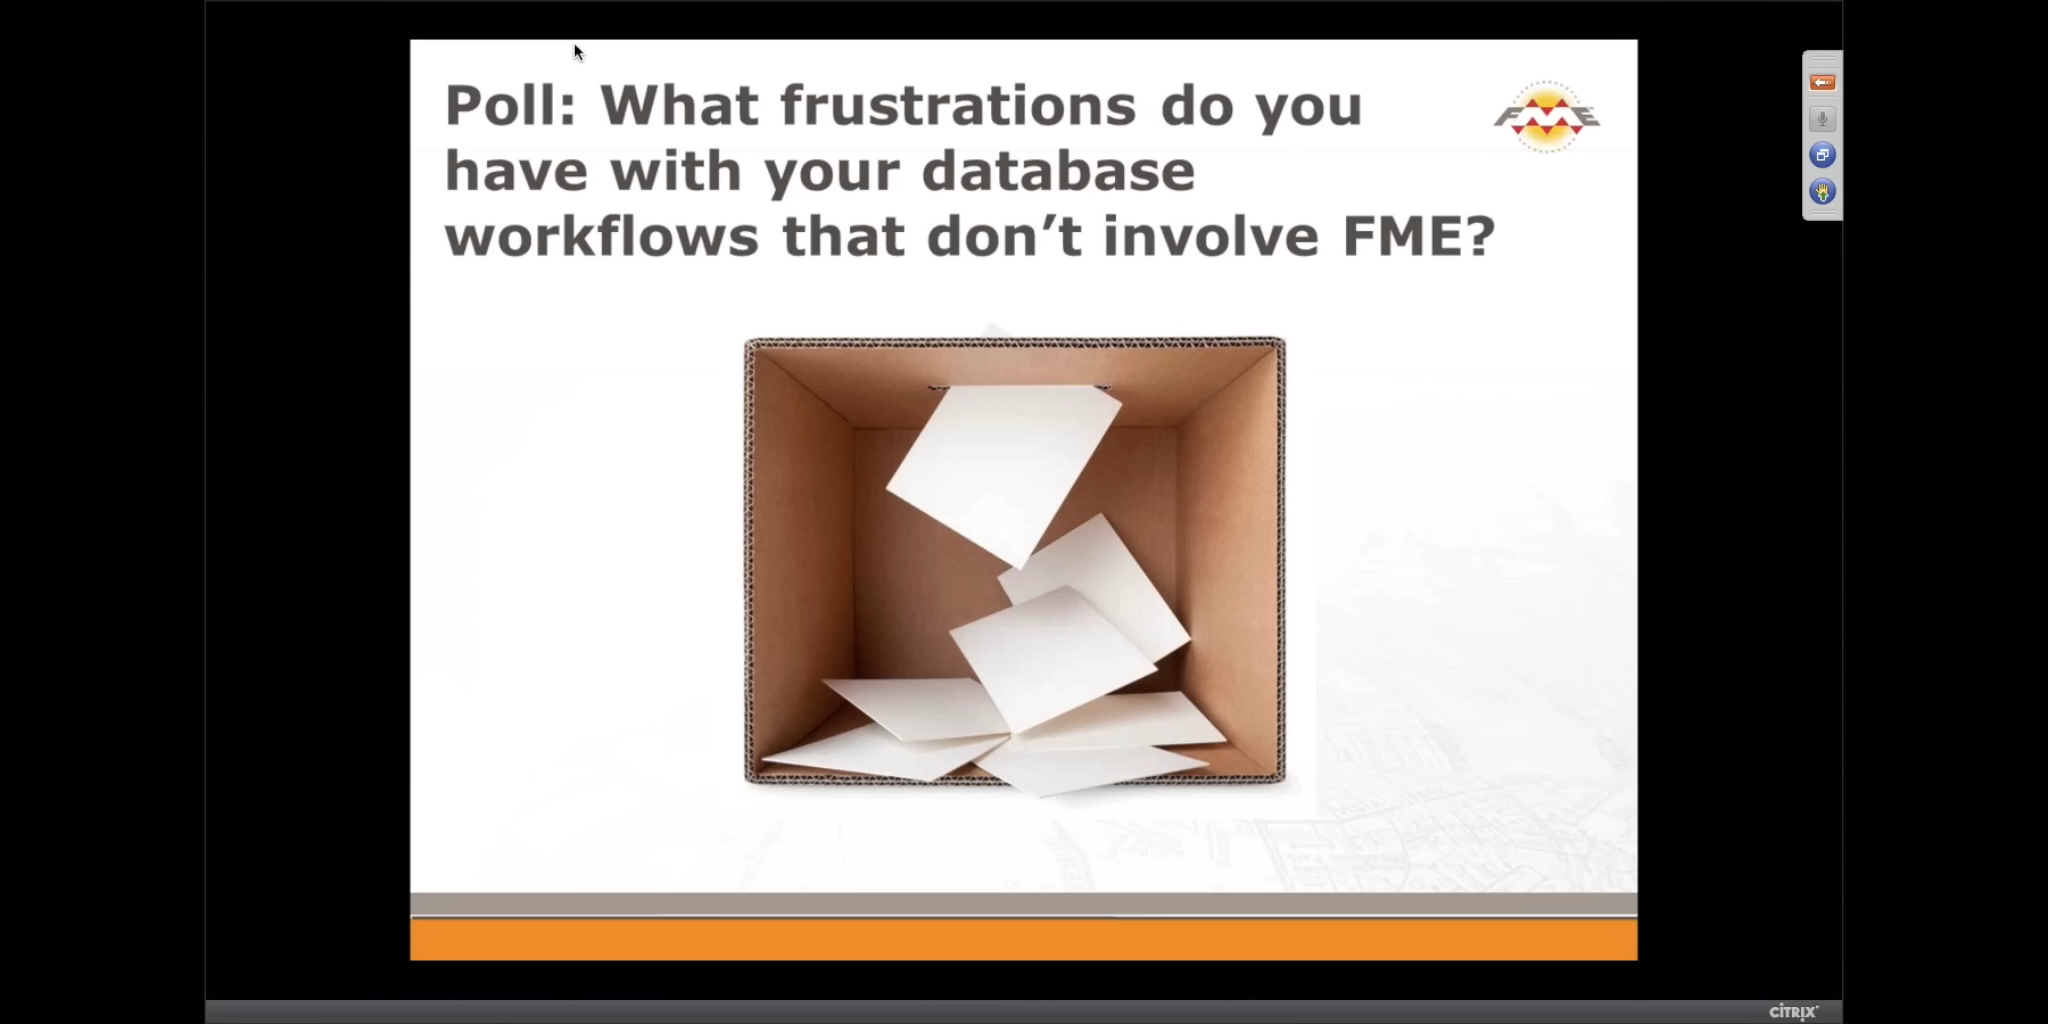 Poll: What frustrations do you
FME
have with your database
workflows that don’t involve FME?
CITRIX